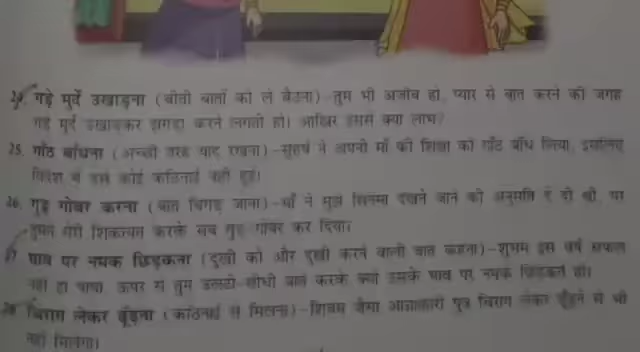 24. गड़े मुर्दे उखाड़ना (बीती बातों को ले बैठना)–तुम भी अजीब हो, प्यार से बात करने की जगह
गड़े मुर्दे उखाड़कर झगड़ा करने लगती हो। आखिर इससे क्या लाभ?
25. गाँठ बाँधना (अच्छी तरह याद रखना)–सुहर्ष ने अपनी माँ की शिक्षा को गाँठ बाँध लिया, इसलिए
विदेश में उसे कोई कठिनाई नहीं हुई।
26. गुड़ गोबर करना (बात बिगड़ जाना)–माँ ने मुझे सिनेमा देखने जाने की अनुमति दे दी थी, पर
तुमने मेरी शिकायत करके सब गुड़ गोबर कर दिया।
27. घाव पर नमक छिड़कना (दुखी को और दुखी करने वाली बात कहना)–शुभम इस वर्ष सफल
नहीं हो पाया, ऊपर से तुम उलटी-सीधी बातें करके क्यों उसके घाव पर नमक छिड़कते हो।
28. चिराग लेकर ढूँढ़ना (कठिनाई से मिलना)–शिवम जैसा आज्ञाकारी पुत्र चिराग लेकर ढूँढ़ने से भी
नहीं मिलेगा।